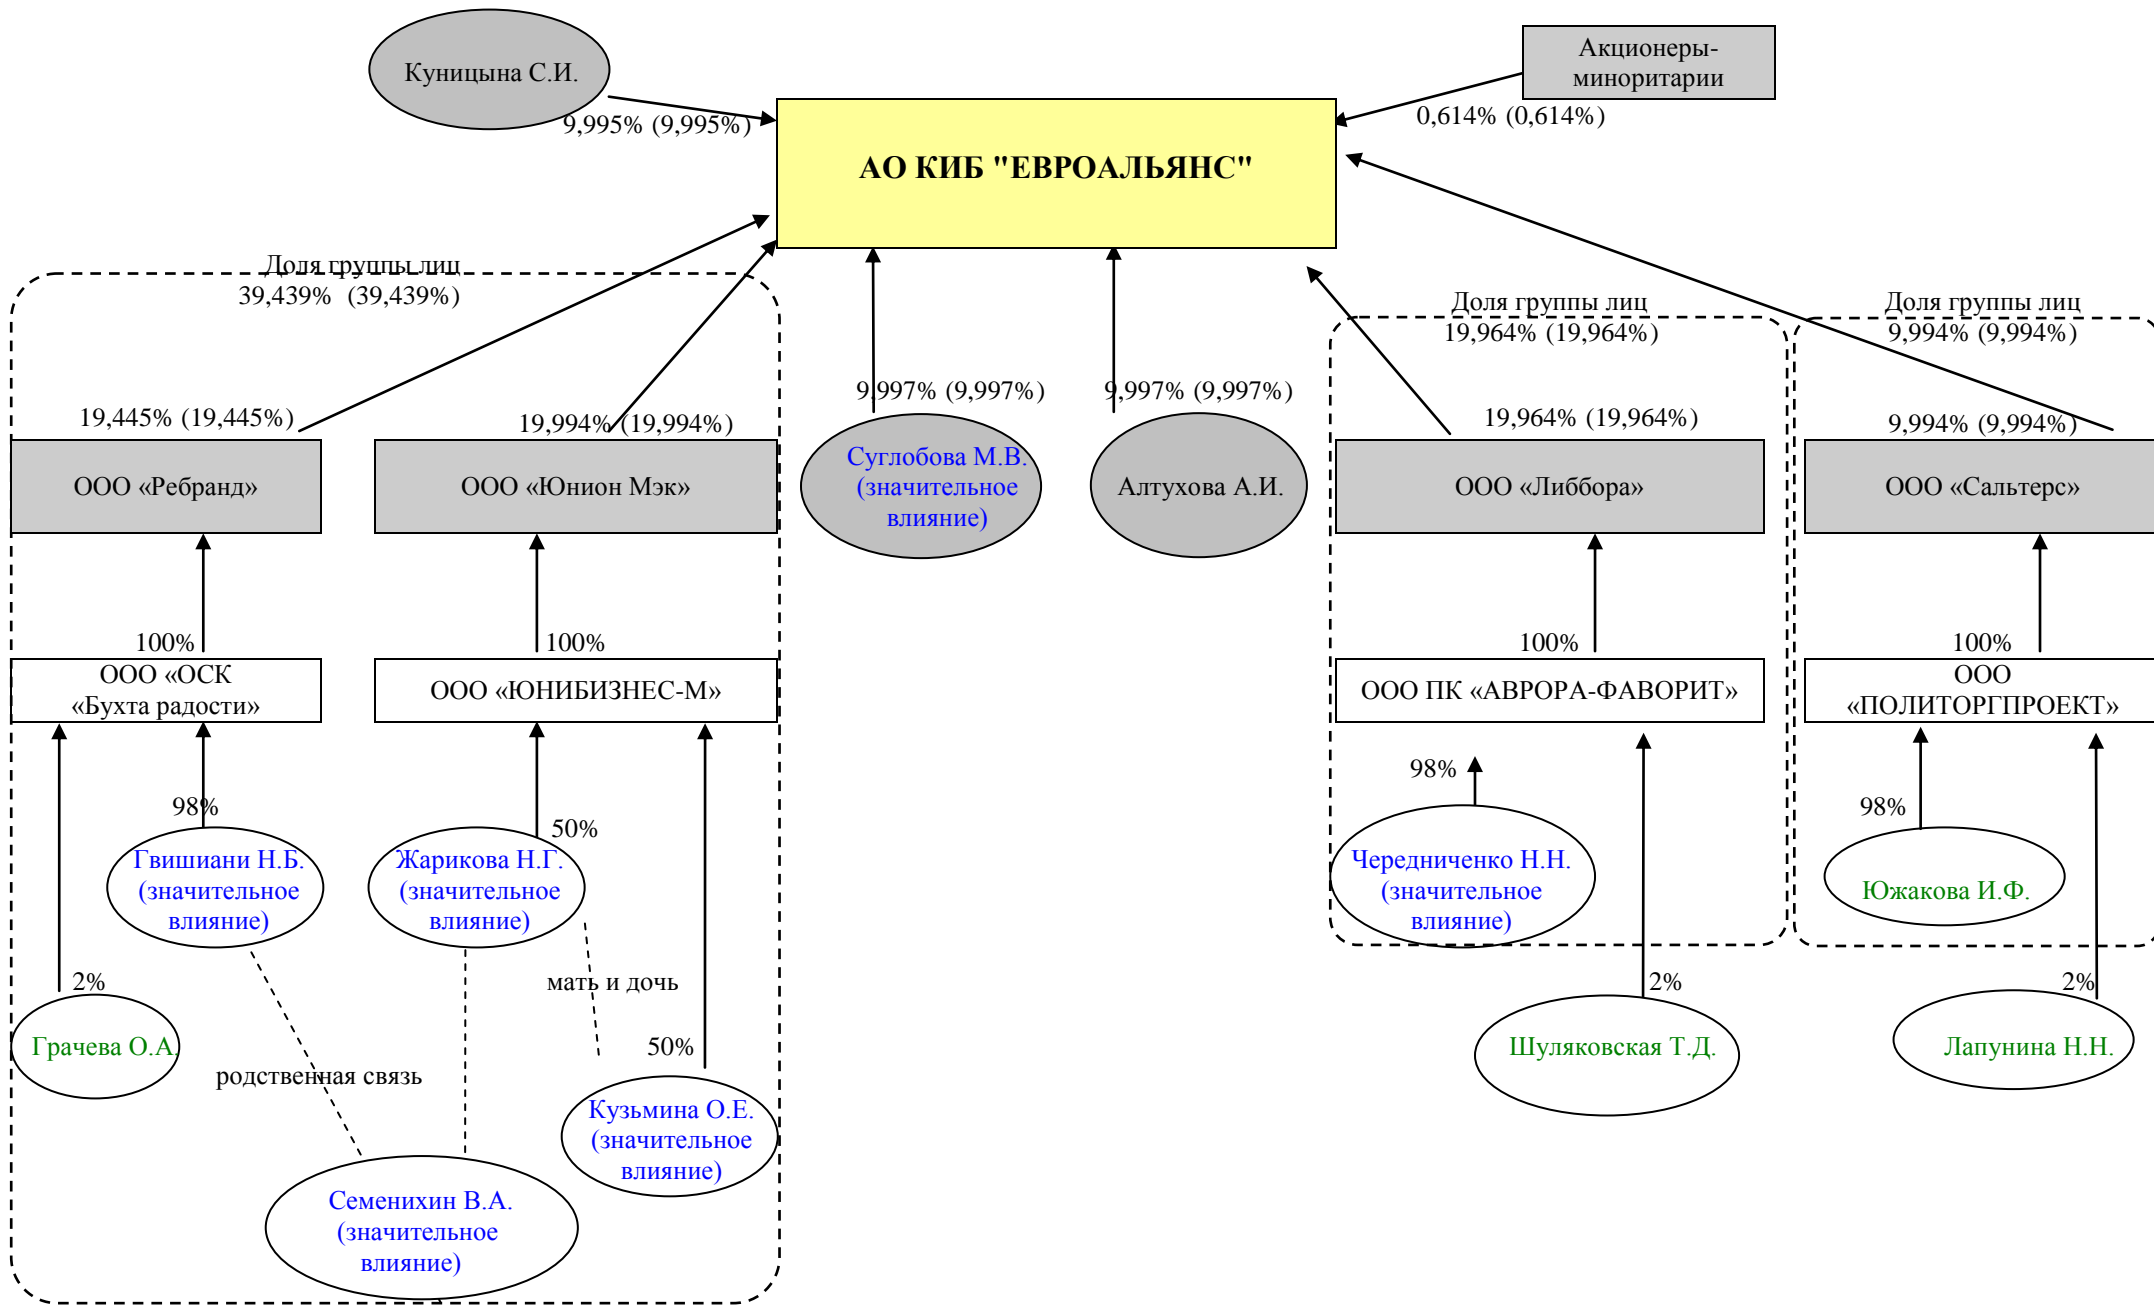 Куницына С.И.
Акционеры-
миноритарии
9,995% (9,995%)
0,614% (0,614%)
АО КИБ "ЕВРОАЛЬЯНС"
Доля группы лиц
39,439%  (39,439%)
Доля группы лиц
19,964% (19,964%)
Доля группы лиц
9,994% (9,994%)
19,445% (19,445%)
19,994% (19,994%)
9,997% (9,997%)
9,997% (9,997%)
19,964% (19,964%)
9,994% (9,994%)
ООО «Ребранд»
ООО «Юнион Мэк»
Суглобова М.В.
(значительное
влияние)
Алтухова А.И.
ООО «Либбора»
ООО «Сальтерс»
100%
100%
100%
100%
ООО «ОСК
«Бухта радости»
ООО «ЮНИБИЗНЕС-М»
ООО ПК «АВРОРА-ФАВОРИТ»
ООО
«ПОЛИТОРГПРОЕКТ»
98%
50%
98%
98%
Гвишиани Н.Б.
(значительное
влияние)
Жарикова Н.Г.
(значительное
влияние)
Чередниченко Н.Н.
(значительное
влияние)
Южакова И.Ф.
2%
мать и дочь
2%
2%
Грачева О.А.
родственная связь
50%
Шуляковская Т.Д.
Лапунина Н.Н.
Кузьмина О.Е.
(значительное
влияние)
Семенихин В.А.
(значительное
влияние)